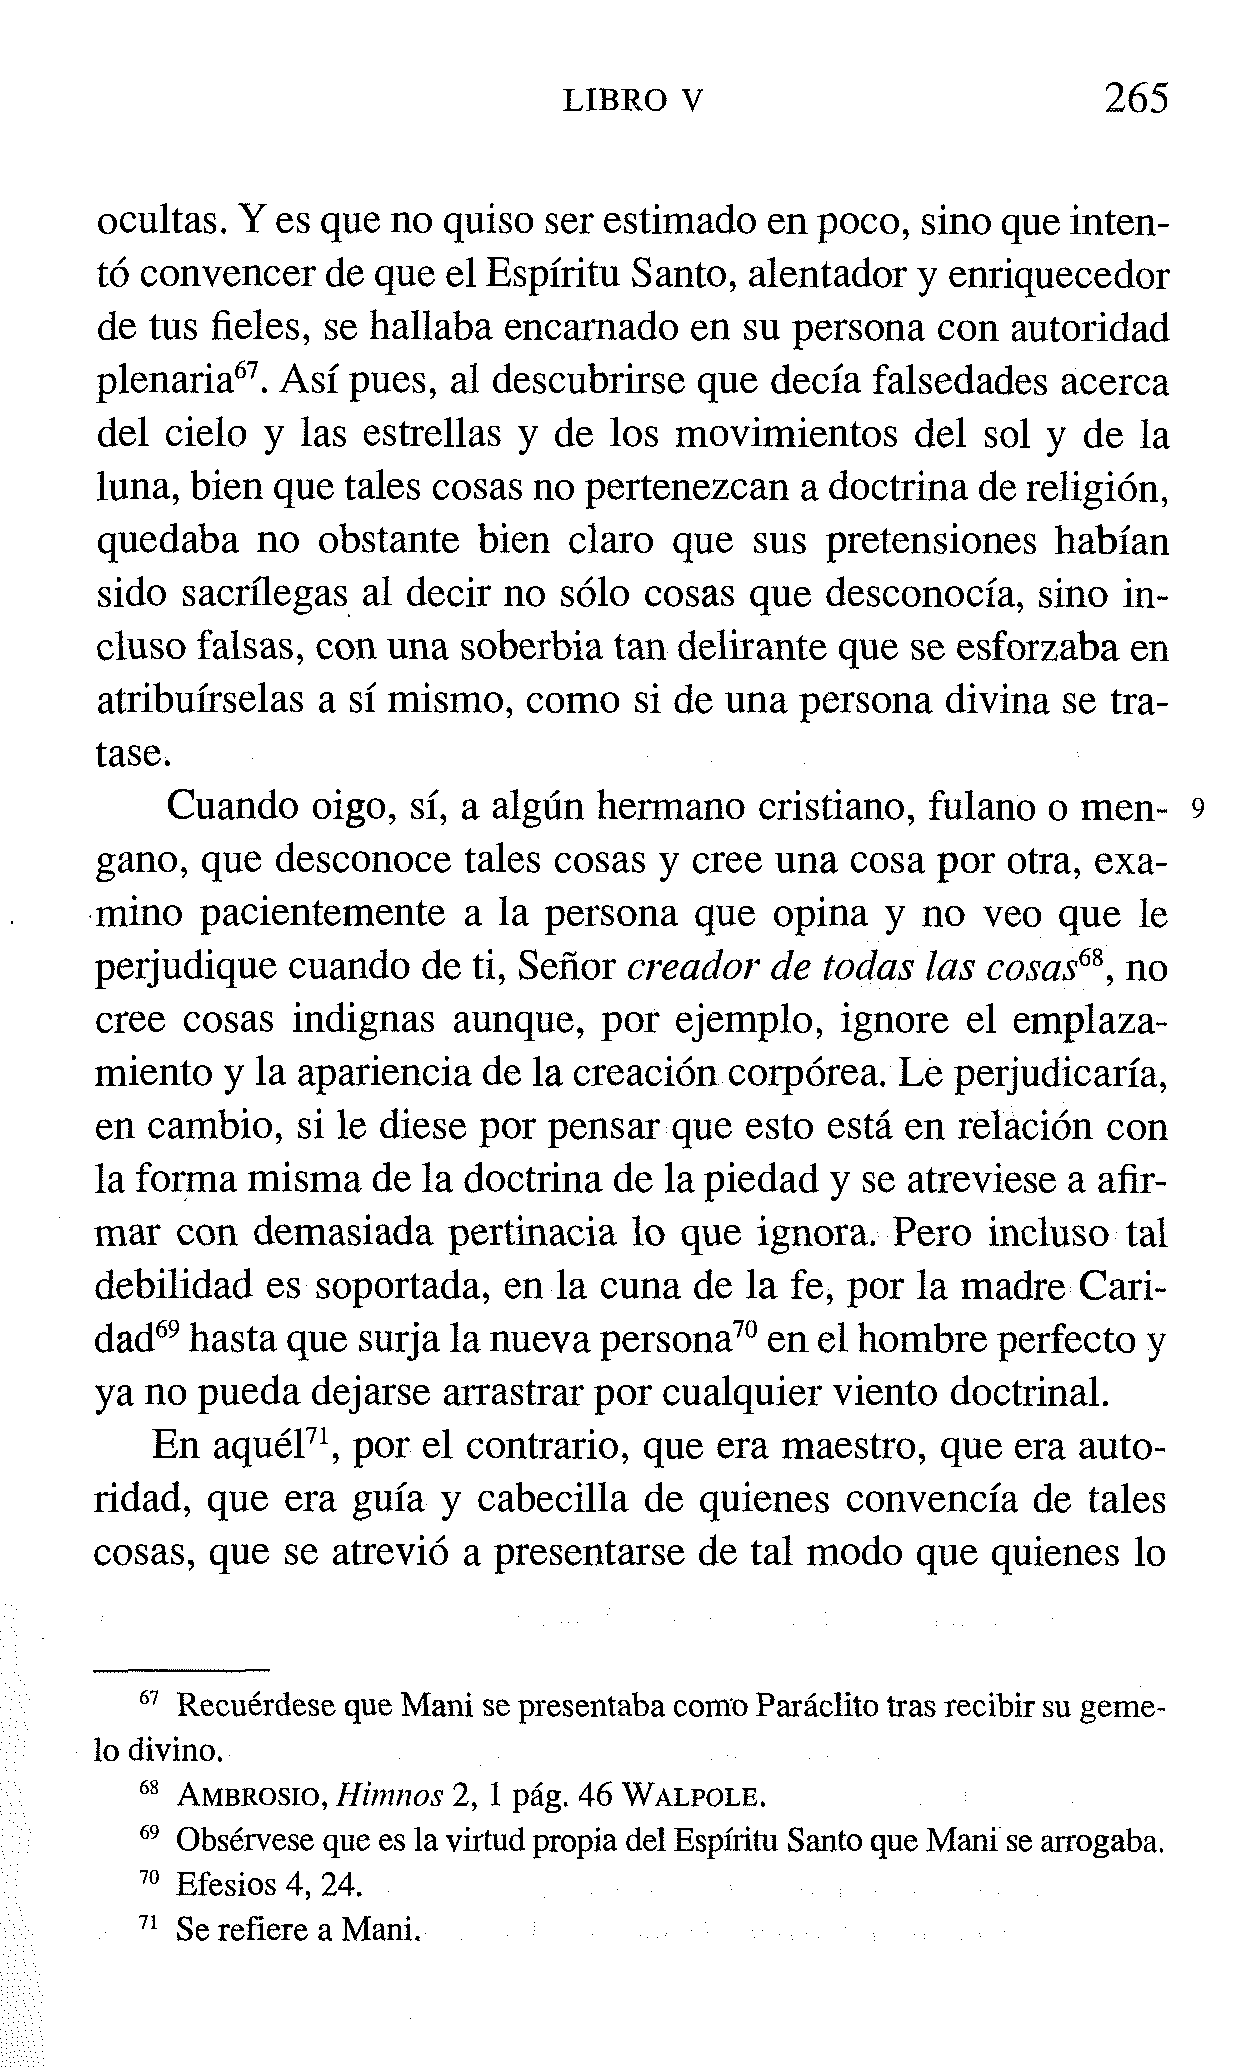 LIBRO V 265
ocultas. Y es que no quiso ser estimado en poco, sino que inten-
tó convencer de que el Espíritu Santo, alentador y enriquecedor
de tus fieles, se hallaba encarnado en su persona con autoridad
plenaria⁶⁷. Así pues, al descubrirse que decía falsedades acerca
del cielo y las estrellas y de los movimientos del sol y de la
luna, bien que tales cosas no pertenezcan a doctrina de religión,
quedaba no obstante bien claro que sus pretensiones habían
sido sacrílegas al decir no sólo cosas que desconocía, sino in-
cluso falsas, con una soberbia tan delirante que se esforzaba en
atribuírselas a sí mismo, como si de una persona divina se tra-
tase.
Cuando oigo, sí, a algún hermano cristiano, fulano o men- 9
gano, que desconoce tales cosas y cree una cosa por otra, exa-
mino pacientemente a la persona que opina y no veo que le
perjudique cuando de ti, Señor creador de todas las cosas⁶⁸, no
cree cosas indignas aunque, por ejemplo, ignore el emplaza-
miento y la apariencia de la creación corpórea. Le perjudicaría,
en cambio, si le diese por pensar que esto está en relación con
la forma misma de la doctrina de la piedad y se atreviese a afir-
mar con demasiada pertinacia lo que ignora. Pero incluso tal
debilidad es soportada, en la cuna de la fe, por la madre Cari-
dad⁶⁹ hasta que surja la nueva persona⁷⁰ en el hombre perfecto y
ya no pueda dejarse arrastrar por cualquier viento doctrinal.
En aquél⁷¹, por el contrario, que era maestro, que era auto-
ridad, que era guía y cabecilla de quienes convencía de tales
cosas, que se atrevió a presentarse de tal modo que quienes lo
⁶⁷ Recuérdese que Mani se presentaba como Paráclito tras recibir su geme-
lo divino.
⁶⁸ AMBROSIO, Himnos 2, 1 pág. 46 WALPOLE.
⁶⁹ Obsérvese que es la virtud propia del Espíritu Santo que Mani se arrogaba.
⁷⁰ Efesios 4, 24.
⁷¹ Se refiere a Mani.